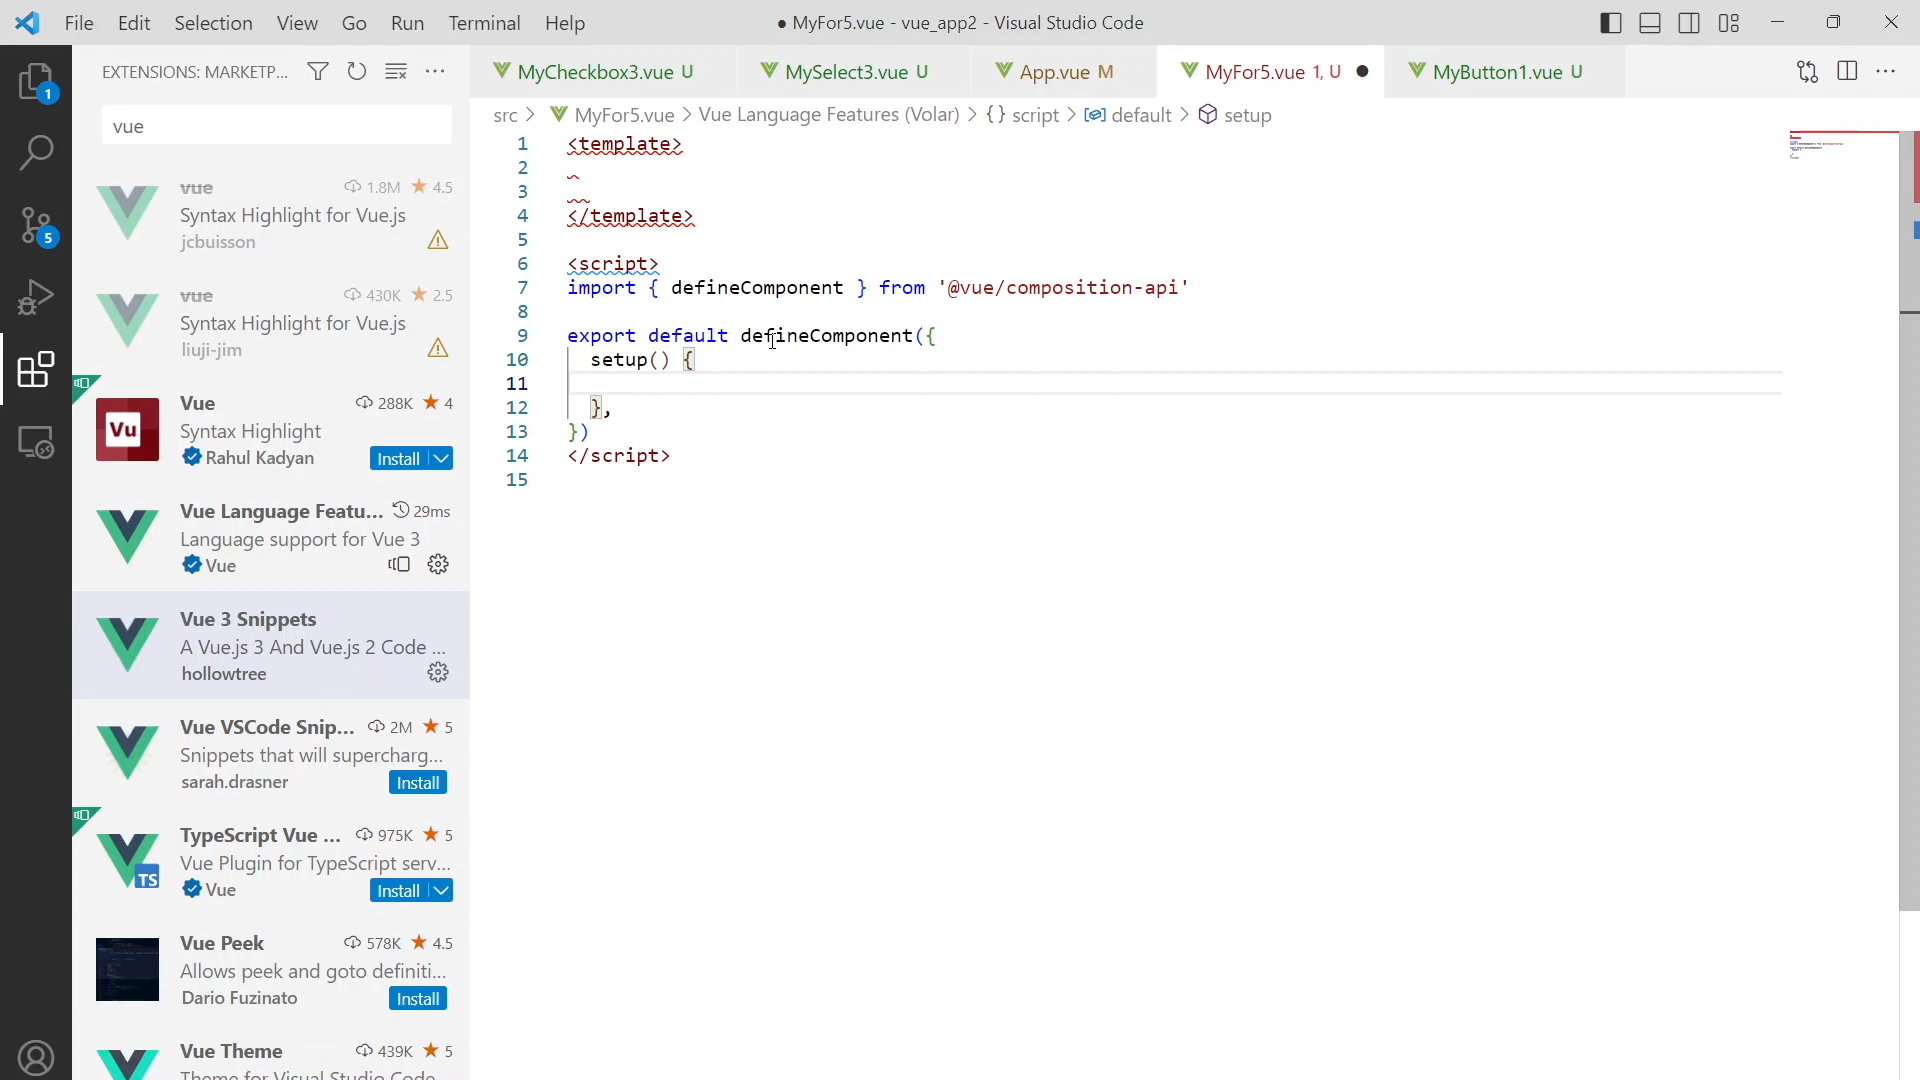 File Edit Selection View Go Run Terminal Help
● MyFor5.vue - vue_app2 - Visual Studio Code
EXTENSIONS: MARKETP...
MyCheckbox3.vue U
MySelect3.vue U
App.vue M
MyFor5.vue 1, U
MyButton1.vue U
src > MyFor5.vue > Vue Language Features (Volar) > {} script > default > setup
1
5
vue
vue 1.8M ★ 4.5
Syntax Highlight for Vue.js
jcbuisson
vue 430K ★ 2.5
Syntax Highlight for Vue.js
liuji-jim
Vu
Vue 288K ★ 4
Syntax Highlight
Rahul Kadyan Install
Vue Language Featu... 29ms
Language support for Vue 3
Vue
Vue 3 Snippets
A Vue.js 3 And Vue.js 2 Code ...
hollowtree
Vue VSCode Snip... 2M ★ 5
Snippets that will supercharg...
sarah.drasner Install
TypeScript Vue ... 975K ★ 5
Vue Plugin for TypeScript serv...
TS
Vue Install
Vue Peek 578K ★ 4.5
Allows peek and goto definiti...
Dario Fuzinato Install
Vue Theme 439K ★ 5
Theme for Visual Studio Code
1 <template>
2
3
4 </template>
5
6 <script>
7 import { defineComponent } from '@vue/composition-api'
8
9 export default defineComponent({
10 setup() {
11
12 },
13 })
14 </script>
15